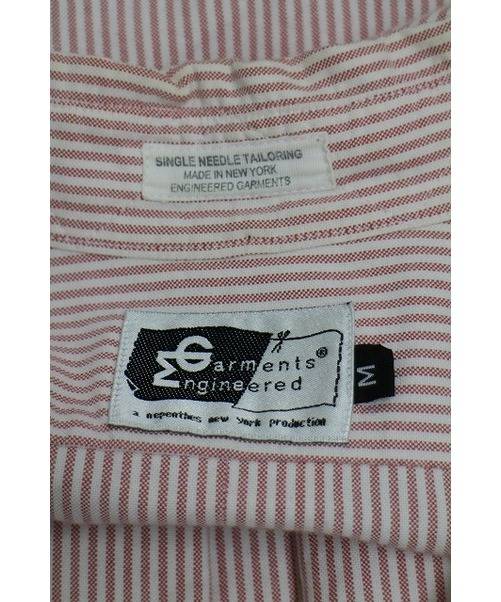 SINGLE NEEDLE TAILORING
MADE IN NEW YORK
ENGINEERED GARMENTS
Garments®
Engineered
a nepenthes new york production
M